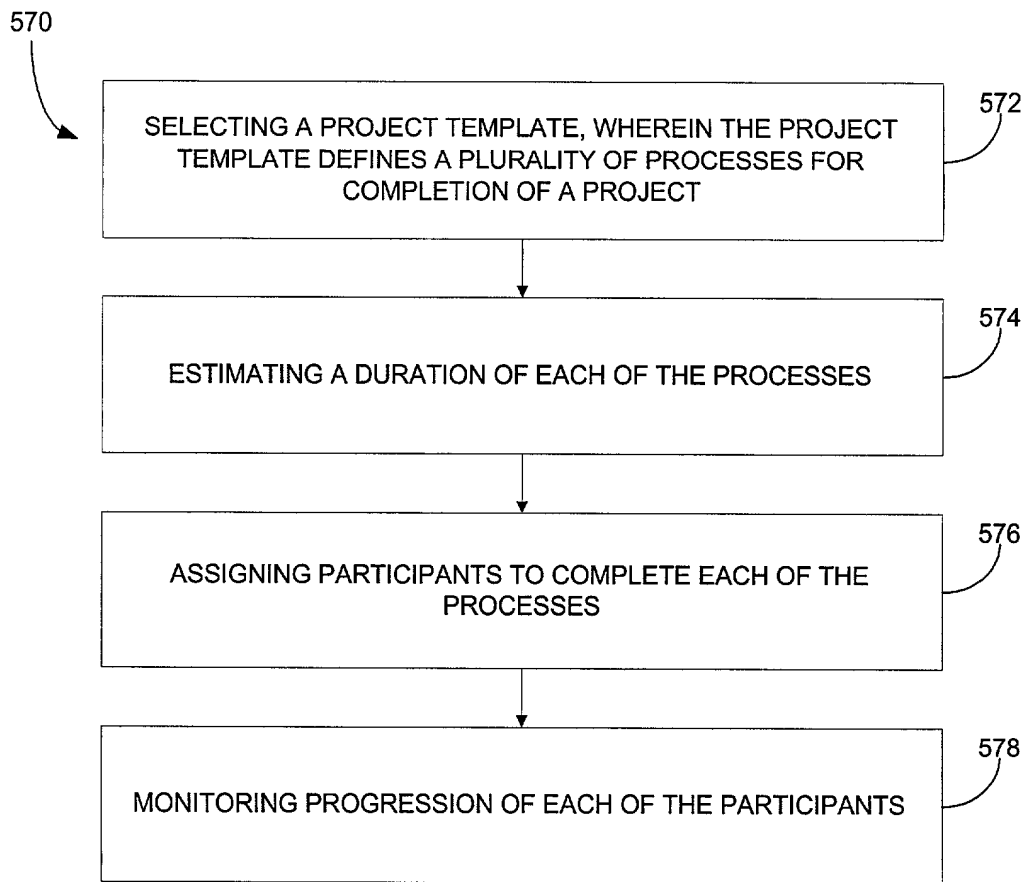 570
572
SELECTING A PROJECT TEMPLATE, WHEREIN THE PROJECT
TEMPLATE DEFINES A PLURALITY OF PROCESSES FOR
COMPLETION OF A PROJECT
574
ESTIMATING A DURATION OF EACH OF THE PROCESSES
576
ASSIGNING PARTICIPANTS TO COMPLETE EACH OF THE
PROCESSES
578
MONITORING PROGRESSION OF EACH OF THE PARTICIPANTS